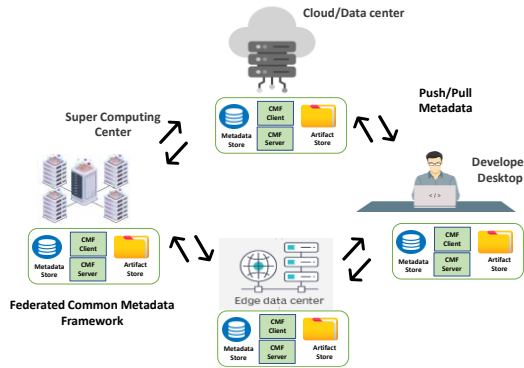 Cloud/Data center
CMF
Client
Metadata
Store
CMF
Server
Artifact
Store
Push/Pull
Metadata
Super Computing
Center
Develope
Desktop
</>
CMF
Client
Metadata
Store
CMF
Server
Artifact
Store
CMF
Client
Metadata
Store
CMF
Server
Artifact
Store
Federated Common Metadata
Framework
Edge data center
CMF
Client
Metadata
Store
CMF
Server
Artifact
Store